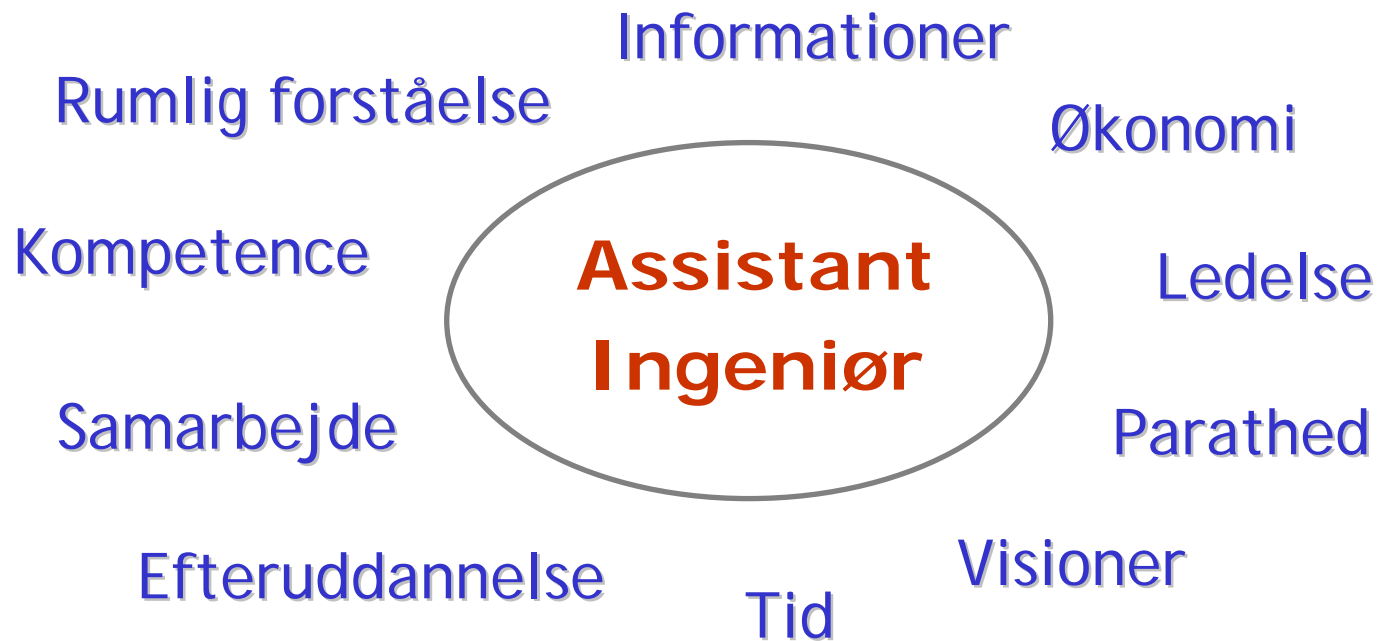 Informationer
Rumlig forståelse
Økonomi
Kompetence
Assistant
Ingeniør
Ledelse
Samarbejde
Parathed
Efteruddannelse
Visioner
Tid